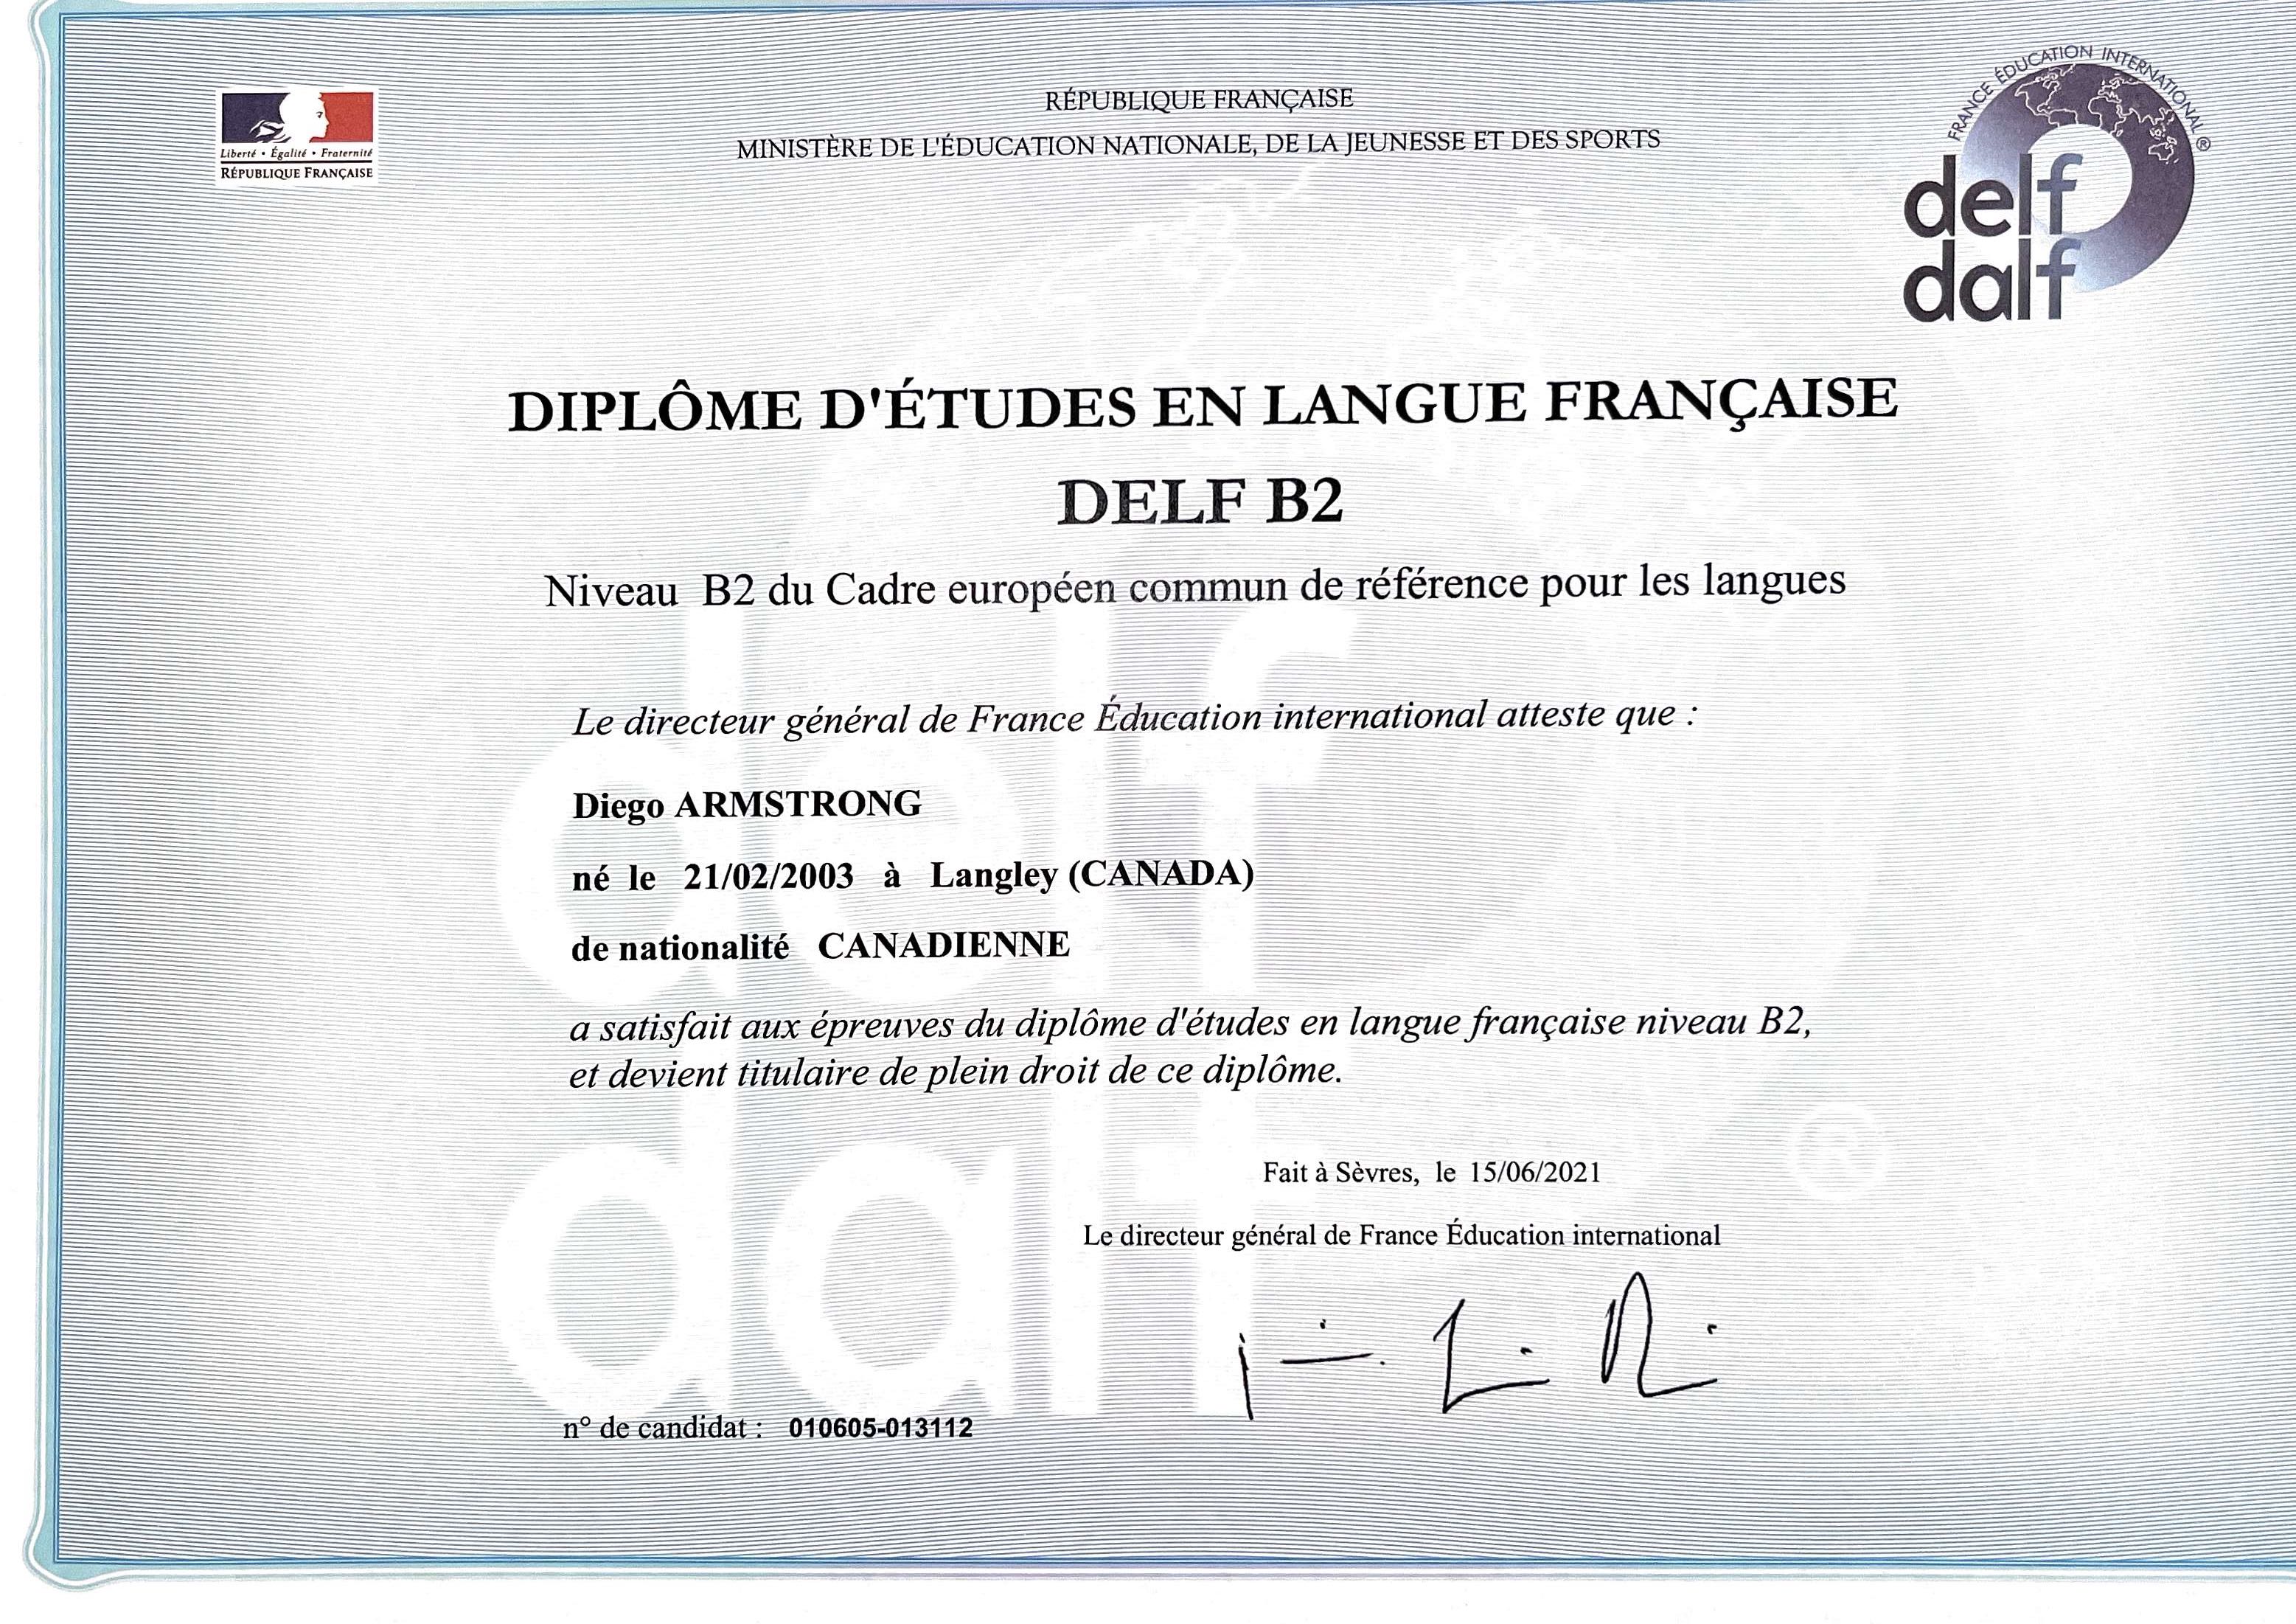 Liberté • Égalité • Fraternité
RÉPUBLIQUE FRANÇAISE
RÉPUBLIQUE FRANÇAISE
MINISTÈRE DE L'ÉDUCATION NATIONALE, DE LA JEUNESSE ET DES SPORTS
FRANCE ÉDUCATION INTERNATIONAL ®
delf
dalf
DIPLÔME D'ÉTUDES EN LANGUE FRANÇAISE
DELF B2
Niveau B2 du Cadre européen commun de référence pour les langues
Le directeur général de France Éducation international atteste que :
Diego ARMSTRONG
né le 21/02/2003 à Langley (CANADA)
de nationalité CANADIENNE
a satisfait aux épreuves du diplôme d'études en langue française niveau B2,
et devient titulaire de plein droit de ce diplôme.
Fait à Sèvres, le 15/06/2021
Le directeur général de France Éducation international
n° de candidat : 010605-013112
delf
dalf
®